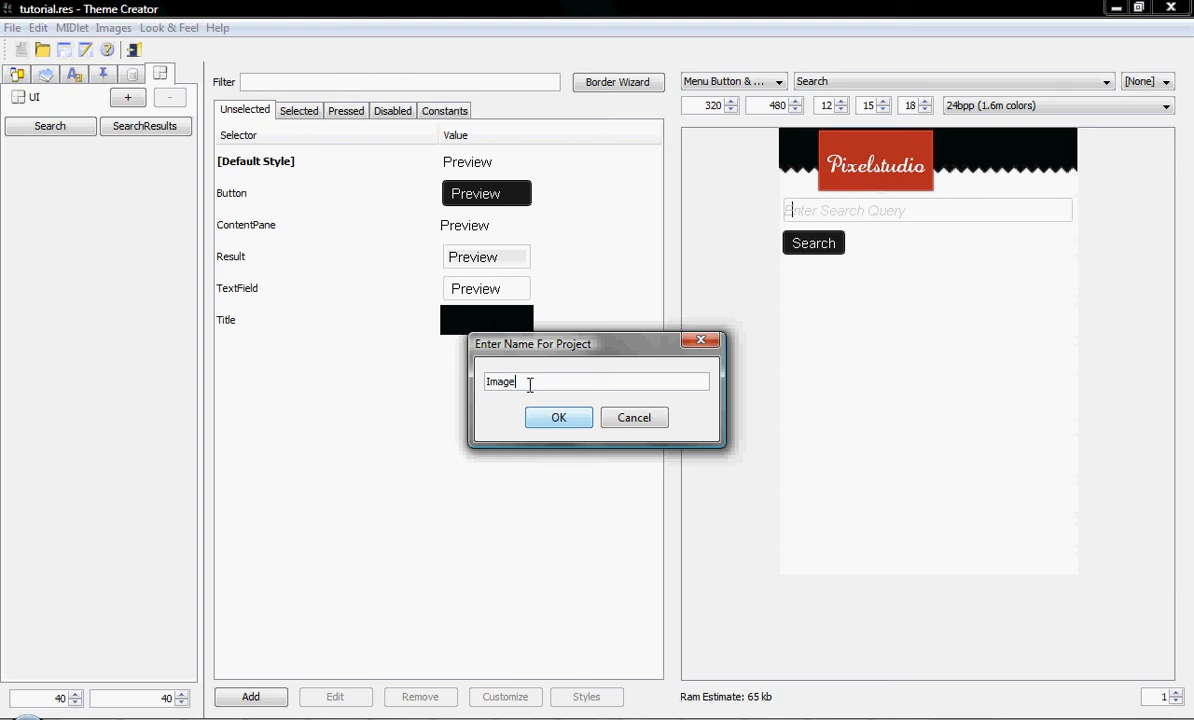 tutorial.res - Theme Creator
File Edit MIDlet Images Look & Feel Help
UI + -
Search SearchResults
Filter Border Wizard
Unselected Selected Pressed Disabled Constants
Selector Value
[Default Style] Preview
Button Preview
ContentPane Preview
Result Preview
TextField Preview
Title
Menu Button & ... Search [None]
320 480 12 15 18 24bpp (1.6m colors)
Pixelstudio
Enter Search Query
Search
Enter Name For Project
Image
OK Cancel
40 40
Add Edit Remove Customize Styles
Ram Estimate: 65 kb 1